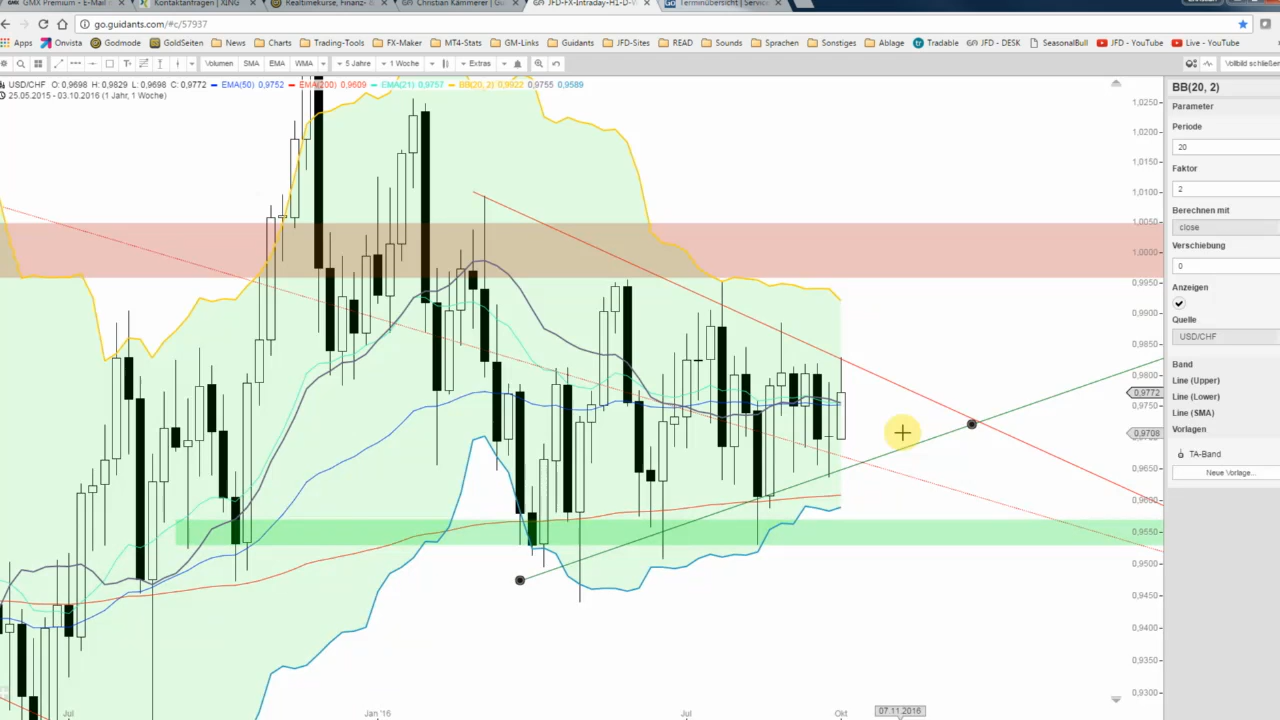 GMX Premium - E-Mail
Kontaktanfragen | XING
Realtimekurse, Finanz- &
Christian Kämmerer | Gu
JFD-FX-Intraday-H1-D-W
Terminübersicht | Service
go.guidants.com/#c/57937
Apps
Onvista
Godmode
GoldSeiten
News
Charts
Trading-Tools
FX-Maker
MT4-Stats
GM-Links
Guidants
JFD-Sites
READ
Sounds
Sprachen
Sonstiges
Ablage
Tradable
JFD - DESK
SeasonalBull
JFD - YouTube
Live - YouTube
Volumen
SMA
EMA
WMA
5 Jahre
1 Woche
Extras
Vollbild schließen
USD/CHF O: 0,9698 H: 0,9829 L: 0,9698 C: 0,9772 EMA(50) 0,9752 EMA(200) 0,9609 EMA(21) 0,9757 BB(20, 2) 0,9922 0,9755 0,9589
25.05.2015 - 03.10.2016 (1 Jahr, 1 Woche)
1,0250
1,0200
1,0150
1,0100
1,0050
1,0000
0,9950
0,9900
0,9850
0,9800
0,9772
0,9750
0,9708
0,9650
0,9600
0,9550
0,9500
0,9450
0,9400
0,9350
0,9300
Jul
Jan '16
Jul
Okt
07.11.2016
BB(20, 2)
Parameter
Periode
20
Faktor
2
Berechnen mit
close
Verschiebung
0
Anzeigen
Quelle
USD/CHF
Band
Line (Upper)
Line (Lower)
Line (SMA)
Vorlagen
TA-Band
Neue Vorlage...